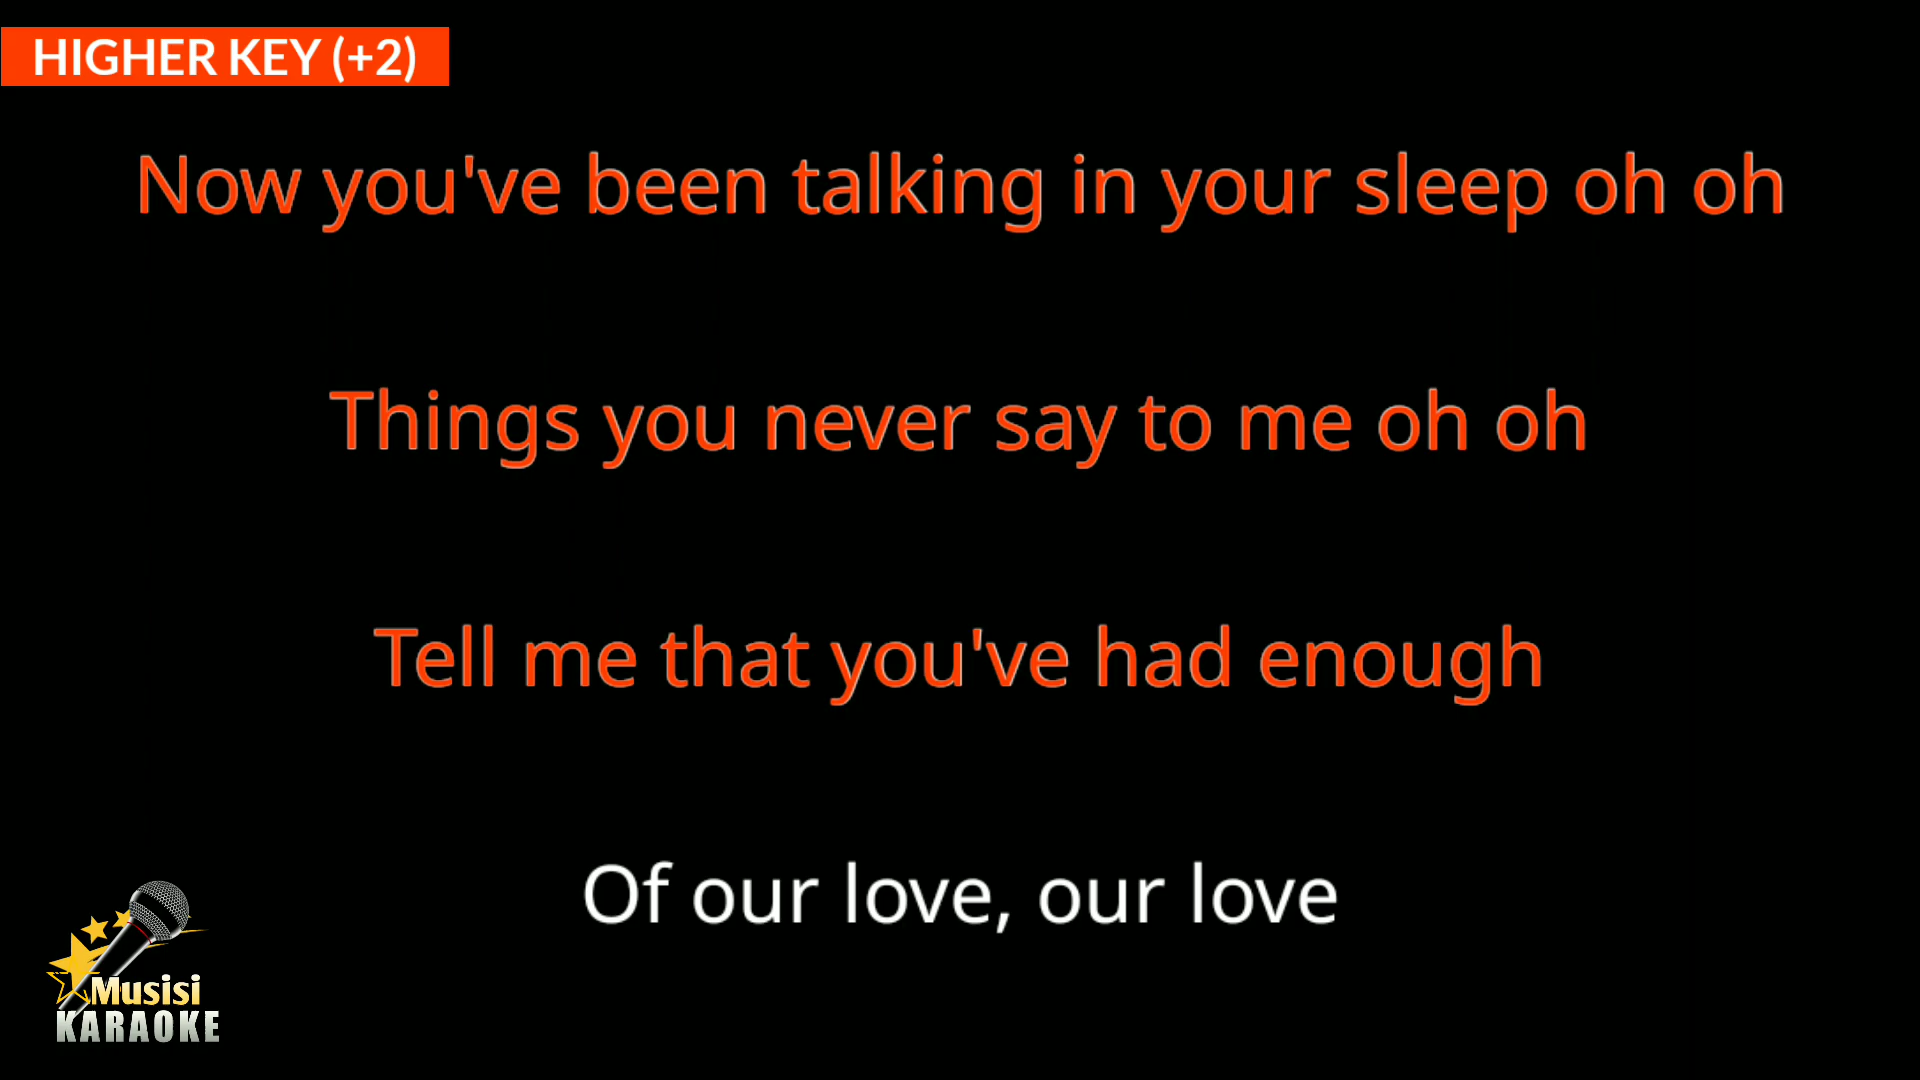 HIGHER KEY (+2)
Now you've been talking in your sleep oh oh
Things you never say to me oh oh
Tell me that you've had enough
Of our love, our love
Musisi
KARAOKE